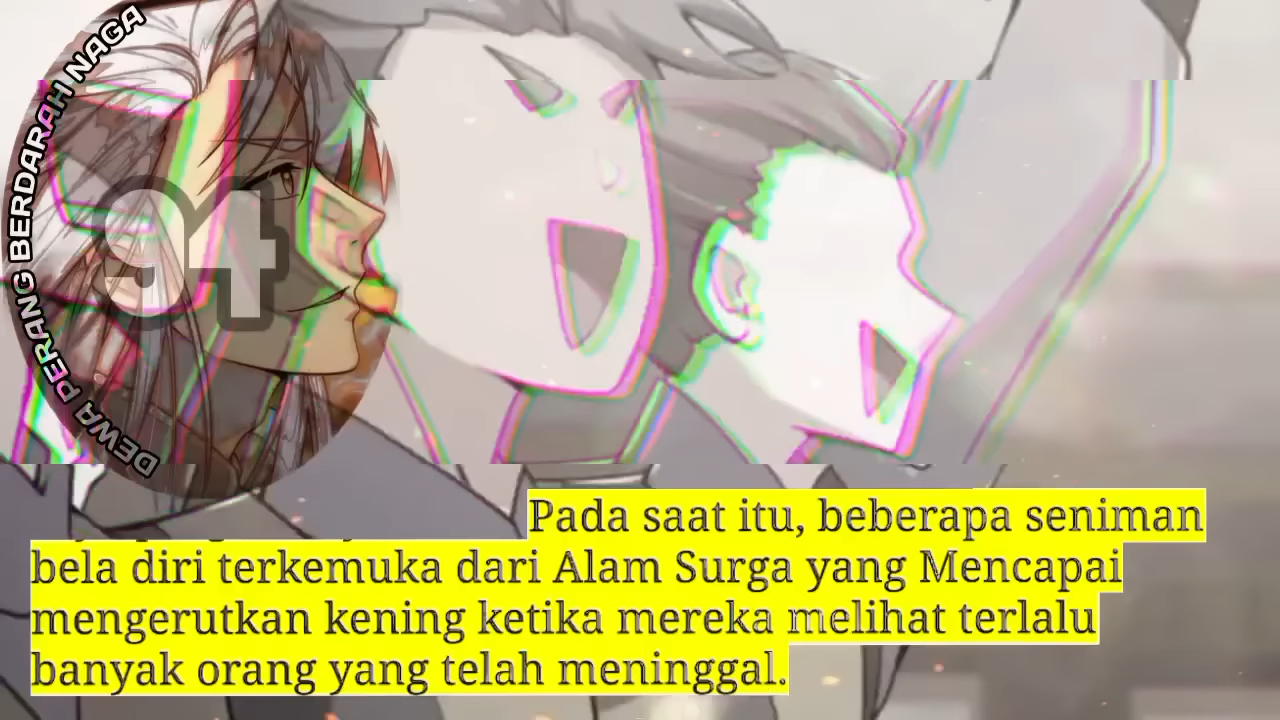 DEWA PERANG BERDARAH NAGA
94
Pada saat itu, beberapa seniman
bela diri terkemuka dari Alam Surga yang Mencapai
mengerutkan kening ketika mereka melihat terlalu
banyak orang yang telah meninggal.